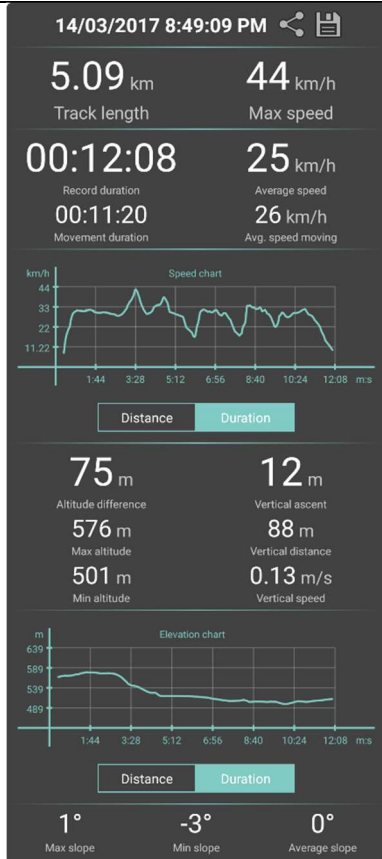 14/03/2017 8:49:09 PM
5.09 km 44 km/h
Track length Max speed
00:12:08 25 km/h
Record duration Average speed
00:11:20 26 km/h
Movement duration Avg. speed moving
km/h Speed chart
44
33
22
11.22
1:44 3:28 5:12 6:56 8:40 10:24 12:08 m:s
Distance Duration
75 m 12 m
Altitude difference Vertical ascent
576 m 88 m
Max altitude Vertical distance
501 m 0.13 m/s
Min altitude Vertical speed
m Elevation chart
639
589
539
489
1:44 3:28 5:12 6:56 8:40 10:24 12:08 m:s
Distance Duration
1° -3° 0°
Max slope Min slope Average slope